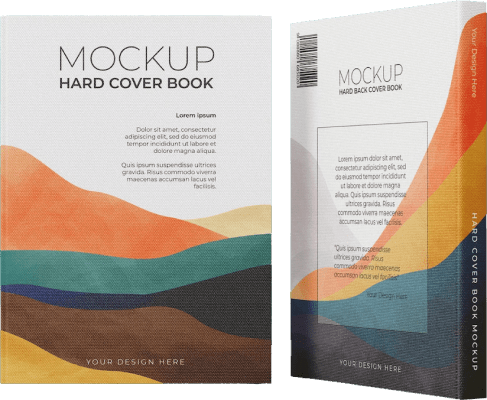 MOCKUP
HARD COVER BOOK
Lorem ipsum
Dolor sit amet, consectetur
adipiscing elit, sed do eiusmod
tempor incididunt ut labore et
dolore magna aliqua.
Quis ipsum suspendisse ultrices
gravida. Risus commodo viverra
maecenas accumsan lacus vel
facilisis.
YOUR DESIGN HERE
MOCKUP
HARD BACK COVER BOOK
Lorem ipsum dolor sit
amet, consectetur
adipiscing elit, sed do
eiusmod tempor incididunt
ut labore et dolore magna
aliqua. Quis ipsum
suspendisse ultrices
gravida. Risus commodo
viverra maecenas
accumsan lacus vel facilisis.
"Quis ipsum suspendisse
ultrices gravida. Risus
commodo viverra maecenas
accumsan lacus vel facilisis"
Your Design Here
YOUR DESIGN HERE
Your Design Here
HARD COVER BOOK MOCKUP